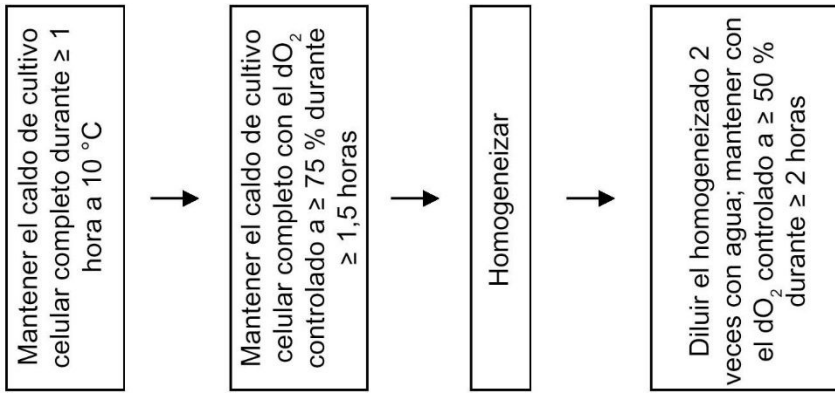 Mantener el caldo de cultivo
celular completo durante ≥ 1
hora a 10 °C
Mantener el caldo de cultivo
celular completo con el dO₂
controlado a ≥ 75 % durante
≥ 1,5 horas
Homogeneizar
Diluir el homogeneizado 2
veces con agua; mantener con
el dO₂ controlado a ≥ 50 %
durante ≥ 2 horas